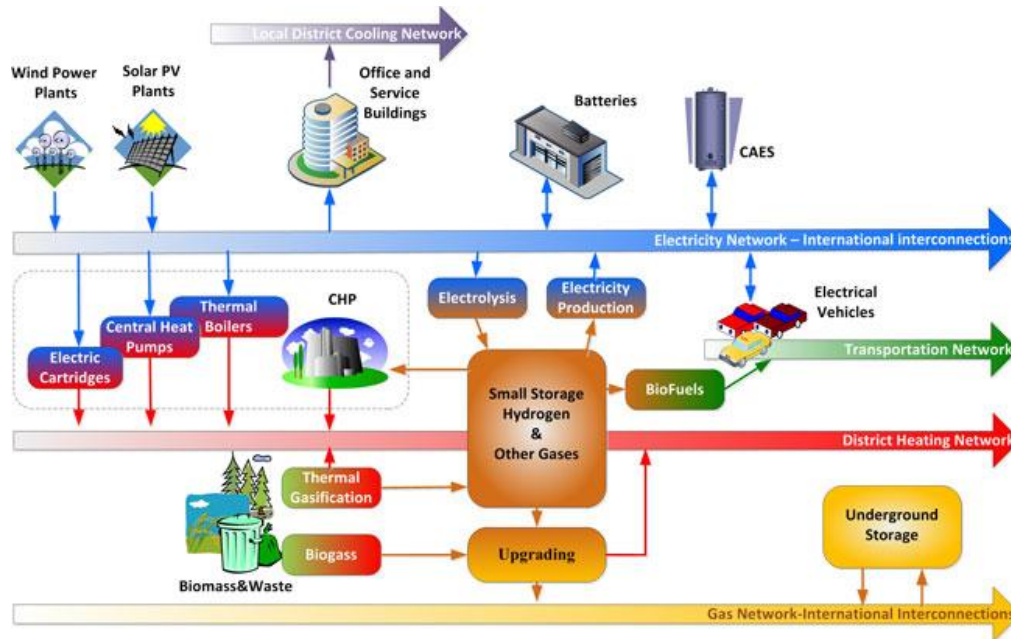 Local District Cooling Network
Wind Power
Plants
Solar PV
Plants
Office and
Service
Buildings
Batteries
CAES
Electricity Network – International interconnections
Electric
Cartridges
Central Heat
Pumps
Thermal
Boilers
CHP
Electrolysis
Electricity
Production
Electrical
Vehicles
Transportation Network
Small Storage
Hydrogen
&
Other Gases
BioFuels
District Heating Network
Thermal
Gasification
Biogass
Biomass&Waste
Upgrading
Underground
Storage
Gas Network-International Interconnections